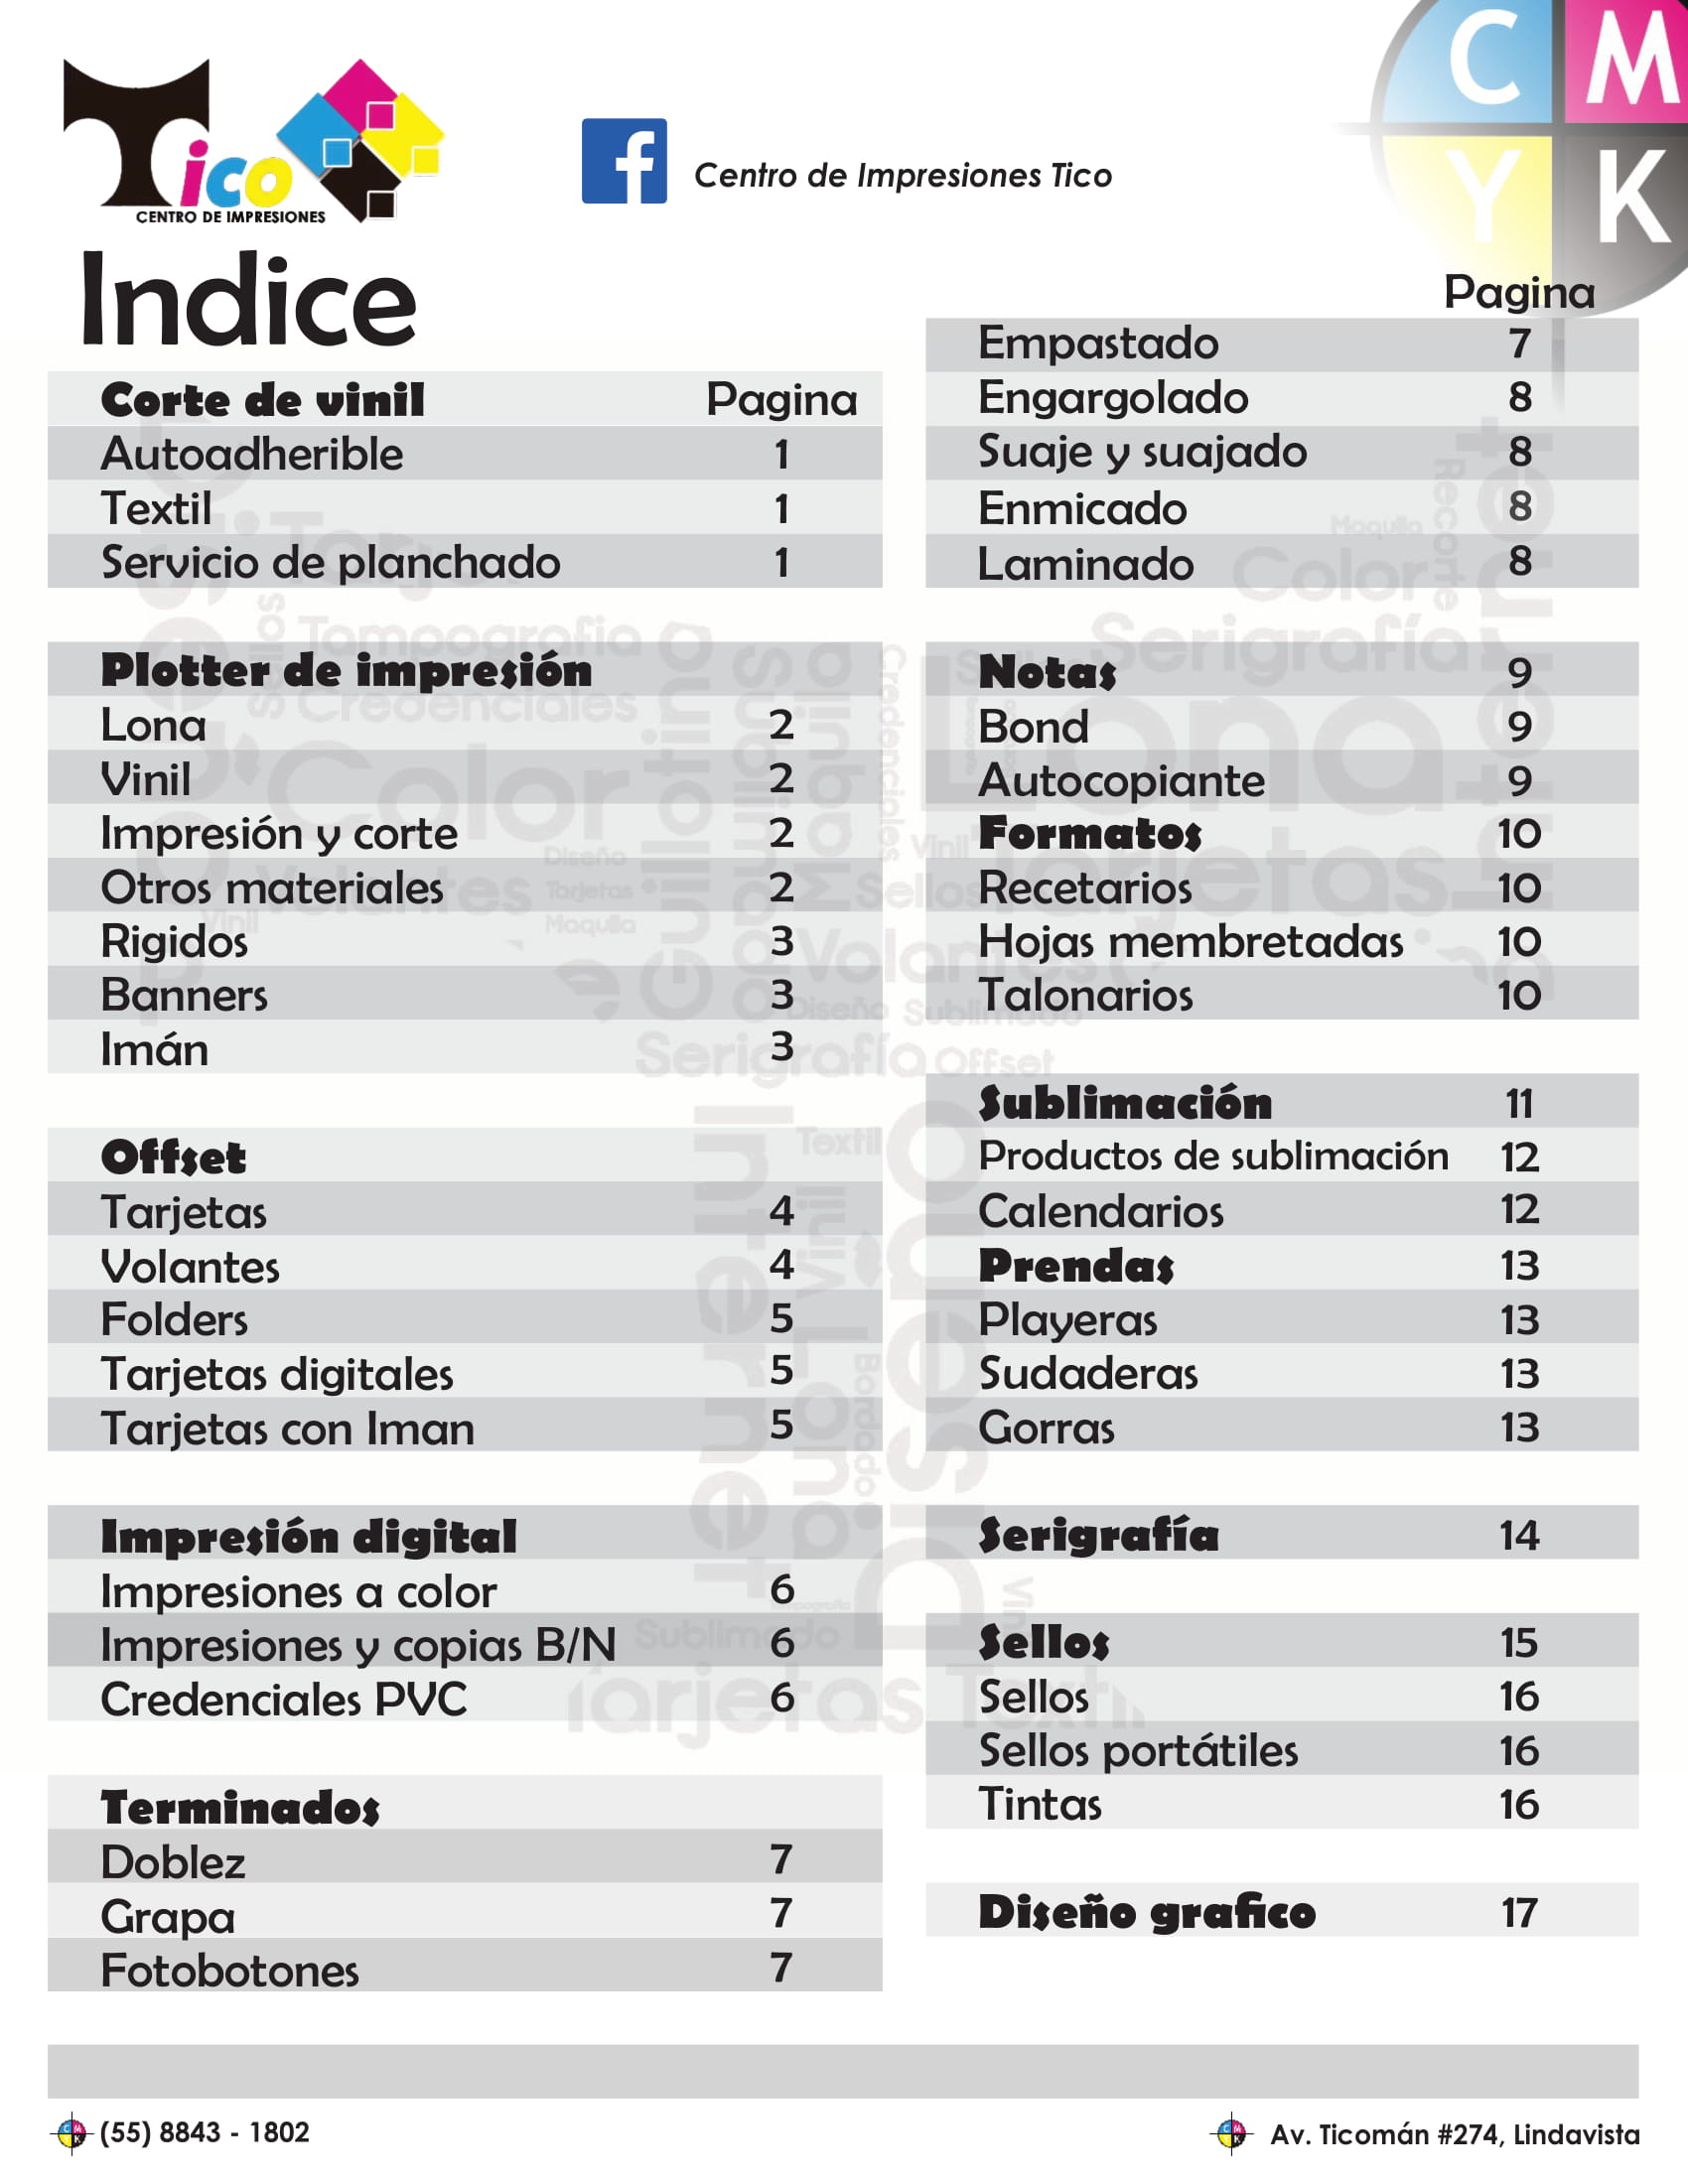 Tico
CENTRO DE IMPRESIONES
Centro de Impresiones Tico
C M
Y K
Indice
Corte de vinil Pagina
Autoadherible 1
Textil 1
Servicio de planchado 1
Plotter de impresión
Lona 2
Vinil 2
Impresión y corte 2
Otros materiales 2
Rigidos 3
Banners 3
Imán 3
Offset
Tarjetas 4
Volantes 4
Folders 5
Tarjetas digitales 5
Tarjetas con Iman 5
Impresión digital
Impresiones a color 6
Impresiones y copias B/N 6
Credenciales PVC 6
Terminados
Doblez 7
Grapa 7
Fotobotones 7
Pagina
Empastado 7
Engargolado 8
Suaje y suajado 8
Enmicado 8
Laminado 8
Notas 9
Bond 9
Autocopiante 9
Formatos 10
Recetarios 10
Hojas membretadas 10
Talonarios 10
Sublimación 11
Productos de sublimación 12
Calendarios 12
Prendas 13
Playeras 13
Sudaderas 13
Gorras 13
Serigrafía 14
Sellos 15
Sellos 16
Sellos portátiles 16
Tintas 16
Diseño grafico 17
(55) 8843 - 1802
Av. Ticomán #274, Lindavista